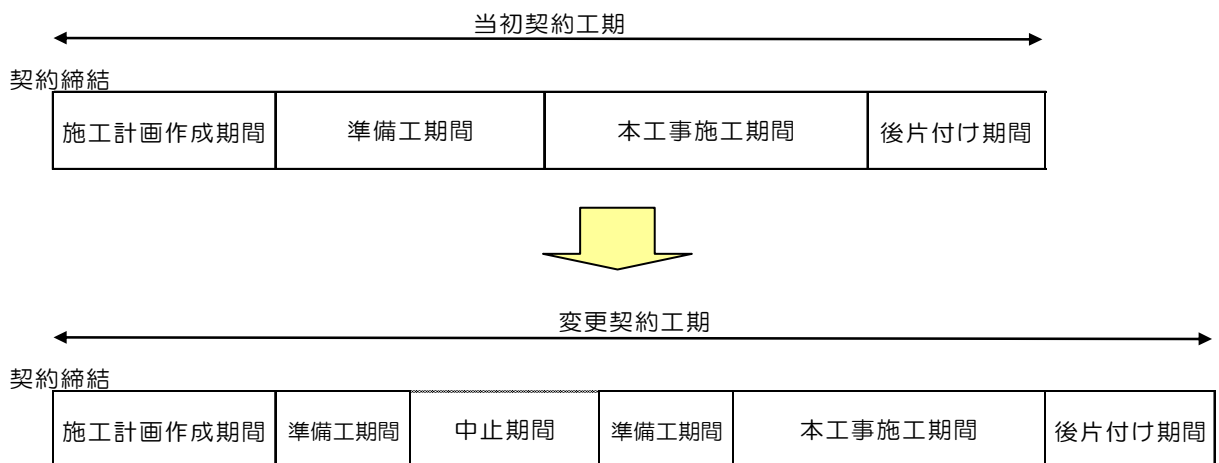 当初契約工期
契約締結
施工計画作成期間 準備工期間 本工事施工期間 後片付け期間
変更契約工期
契約締結
施工計画作成期間 準備工期間 中止期間 準備工期間 本工事施工期間 後片付け期間